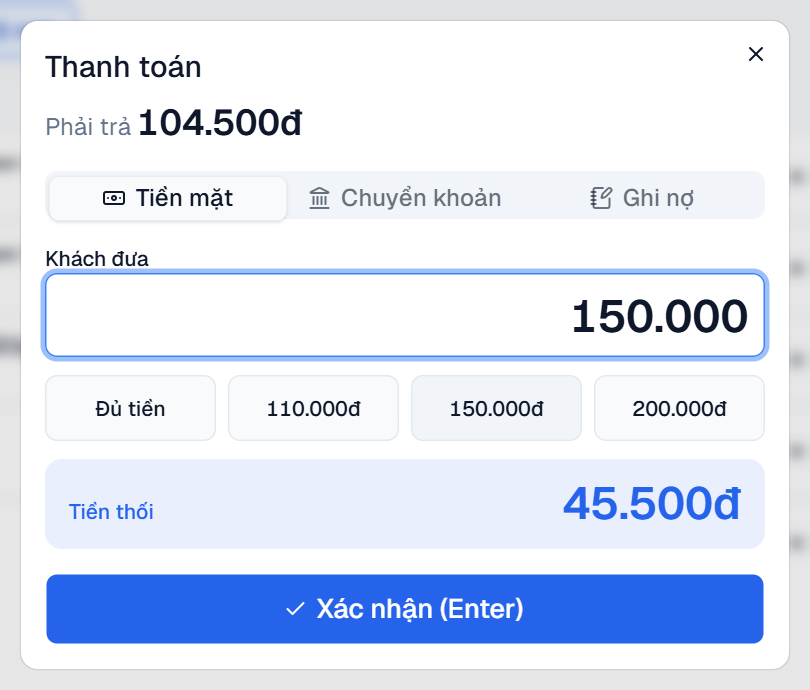 Thanh toán
Phải trả 104.500đ
Tiền mặt Chuyển khoản Ghi nợ
Khách đưa
150.000
Đủ tiền 110.000đ 150.000đ 200.000đ
Tiền thối 45.500đ
Xác nhận (Enter)